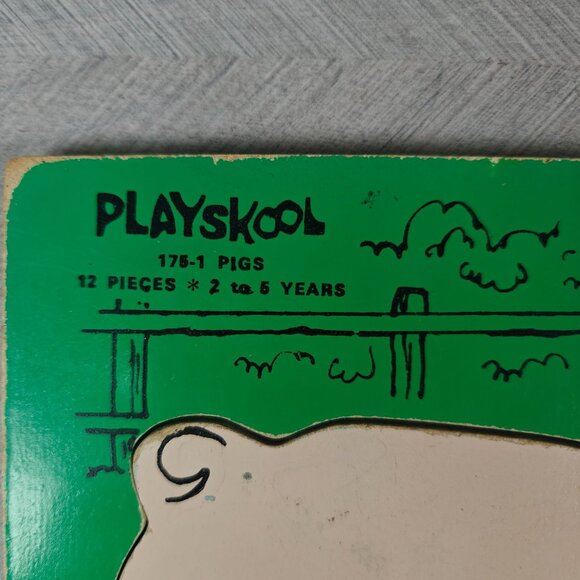 PLAYSKOOL
175-1 PIGS
12 PIECES * 2 to 5 YEARS